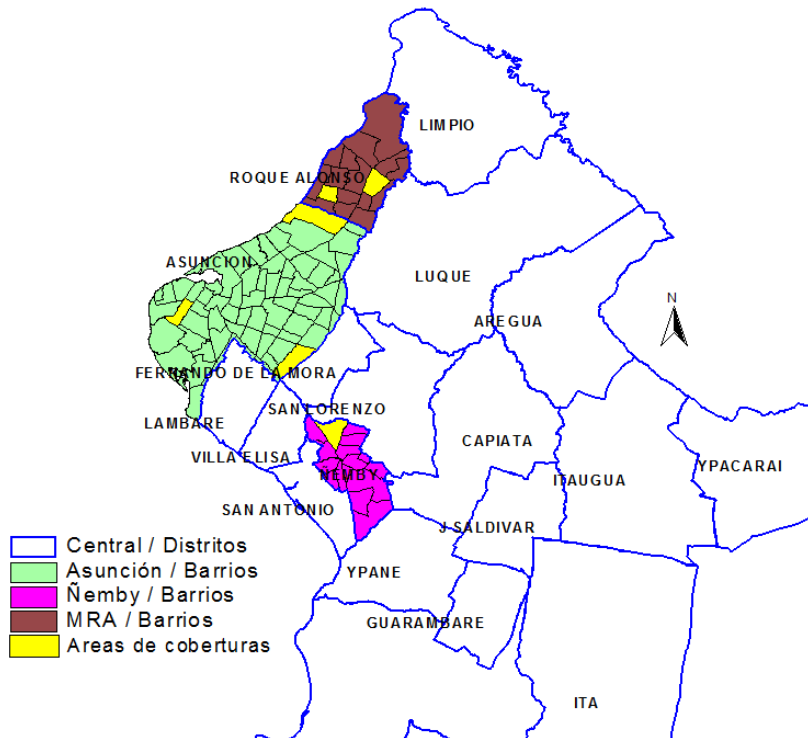 LIMPIO
ROQUE ALONSO
ASUNCION
LUQUE
N
AREGUA
FERNANDO DE LA MORA
SAN LORENZO
LAMBARE
CAPIATA
VILLA ELISA
YPACARAI
ÑEMBY
ITAUGUA
SAN ANTONIO
J SALDIVAR
Central / Distritos
Asunción / Barrios
Ñemby / Barrios
MRA / Barrios
Areas de coberturas
YPANE
GUARAMBARE
ITA